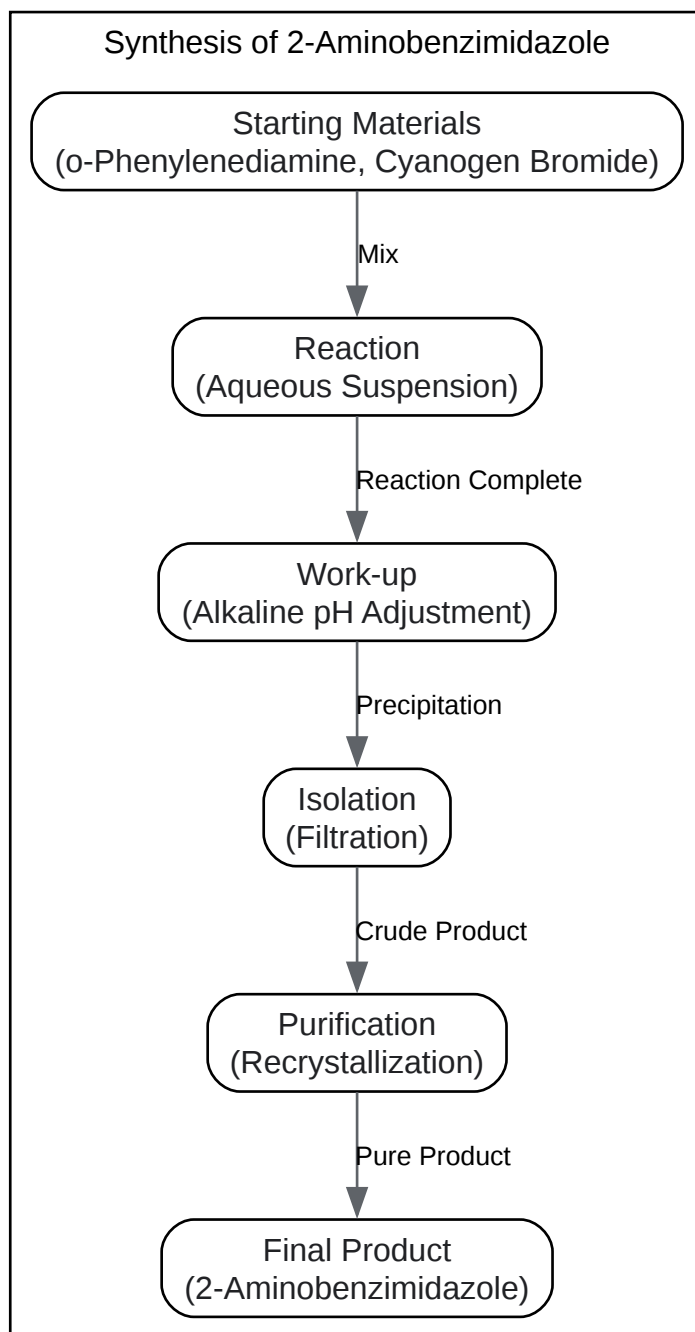 Synthesis of 2-Aminobenzimidazole
Starting Materials
(o-Phenylenediamine, Cyanogen Bromide)
Mix
Reaction
(Aqueous Suspension)
Reaction Complete
Work-up
(Alkaline pH Adjustment)
Precipitation
Isolation
(Filtration)
Crude Product
Purification
(Recrystallization)
Pure Product
Final Product
(2-Aminobenzimidazole)